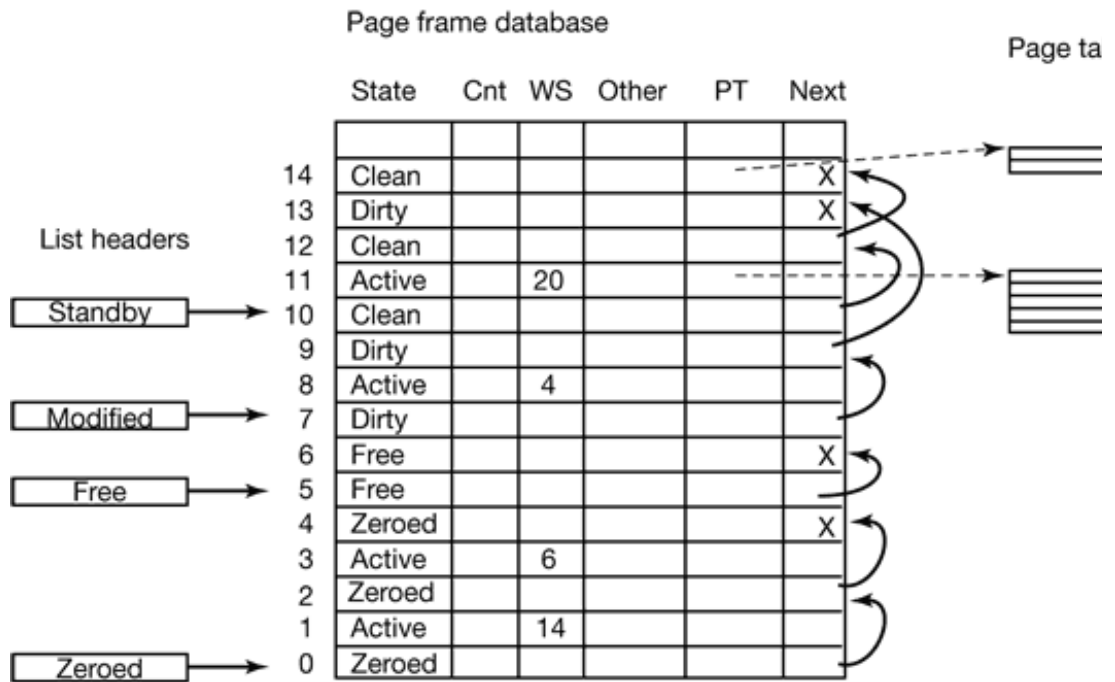 Page frame database
Page ta
State Cnt WS Other PT Next
14 Clean X
13 Dirty X
List headers
12 Clean
11 Active 20
Standby 10 Clean
9 Dirty
8 Active 4
Modified 7 Dirty
6 Free X
Free 5 Free
4 Zeroed X
3 Active 6
2 Zeroed
1 Active 14
Zeroed 0 Zeroed